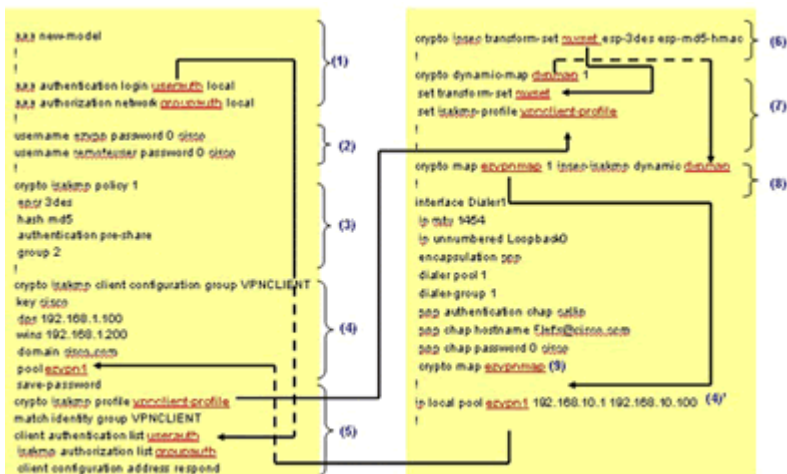 aaa new-model
!
!
aaa authentication login userauth local
aaa authorization network groupauth local
!
username ezvpn password 0 cisco
username remoteuser password 0 cisco
!
crypto isakmp policy 1
encr 3des
hash md5
authentication pre-share
group 2
!
crypto isakmp client configuration group VPNCLIENT
key cisco
dns 192.168.1.100
wins 192.168.1.200
domain cisco.com
pool ezvpn1
save-password
crypto isakmp profile vpnclient-profile
match identity group VPNCLIENT
client authentication list userauth
isakmp authorization list groupauth
client configuration address respond
(1)
(2)
(3)
(4)
(5)
crypto ipsec transform-set myset esp-3des esp-md5-hmac
!
crypto dynamic-map dynmap 1
set transform-set myset
set isakmp-profile vpnclient-profile
!
!
crypto map ezvpnmap 1 ipsec-isakmp dynamic dynmap
!
interface Dialer1
ip mtu 1454
ip unnumbered Loopback0
encapsulation ppp
dialer pool 1
dialer-group 1
ppp authentication chap callin
ppp chap hostname @cisco.com
ppp chap password 0 cisco
crypto map ezvpnmap (9)
!
ip local pool ezvpn1 192.168.10.1 192.168.10.100 (4)'
!
(6)
(7)
(8)